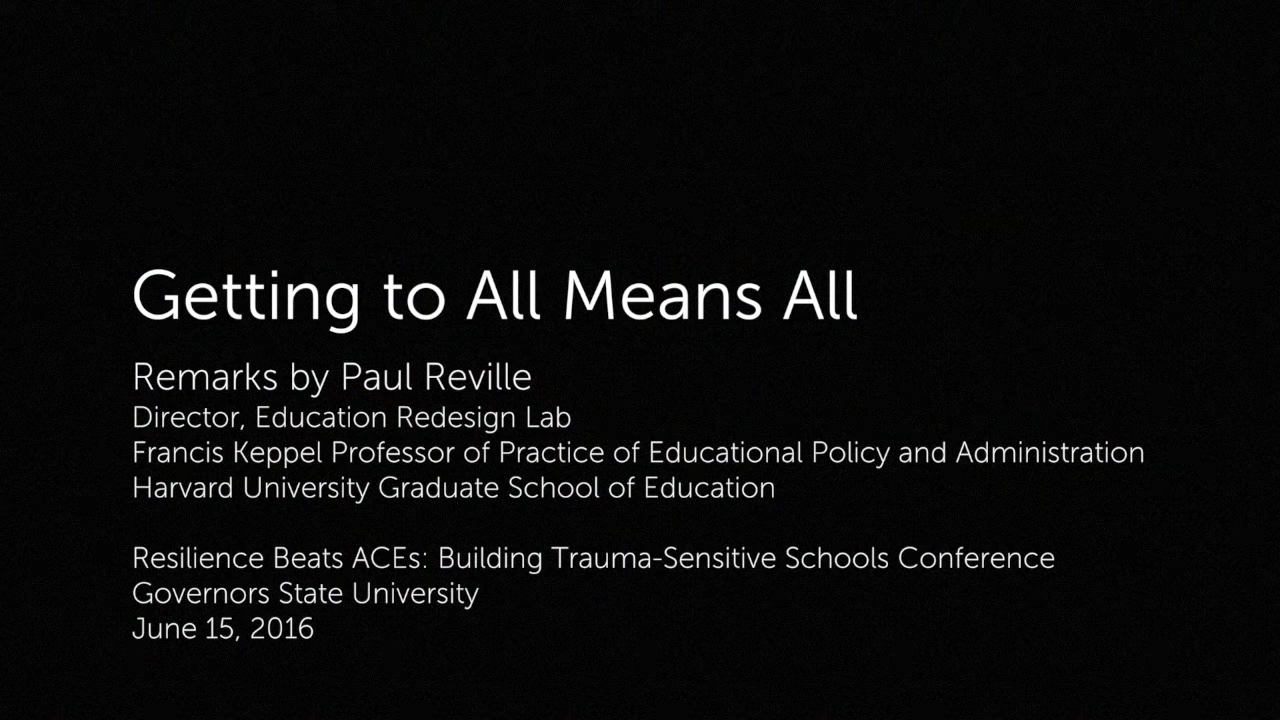 Getting to All Means All
Remarks by Paul Reville
Director, Education Redesign Lab
Francis Keppel Professor of Practice of Educational Policy and Administration
Harvard University Graduate School of Education
Resilience Beats ACEs: Building Trauma-Sensitive Schools Conference
Governors State University
June 15, 2016